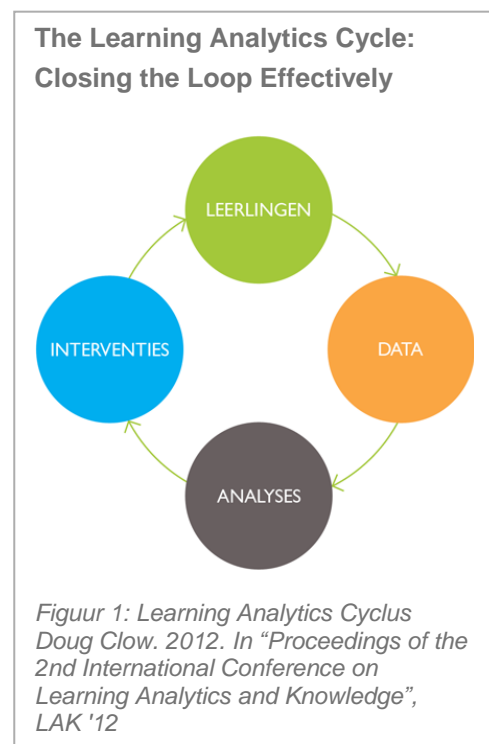 The Learning Analytics Cycle:
Closing the Loop Effectively
LEERLINGEN
INTERVENTIES
DATA
ANALYSES
Figuur 1: Learning Analytics Cyclus
Doug Clow. 2012. In “Proceedings of the
2nd International Conference on
Learning Analytics and Knowledge”,
LAK '12